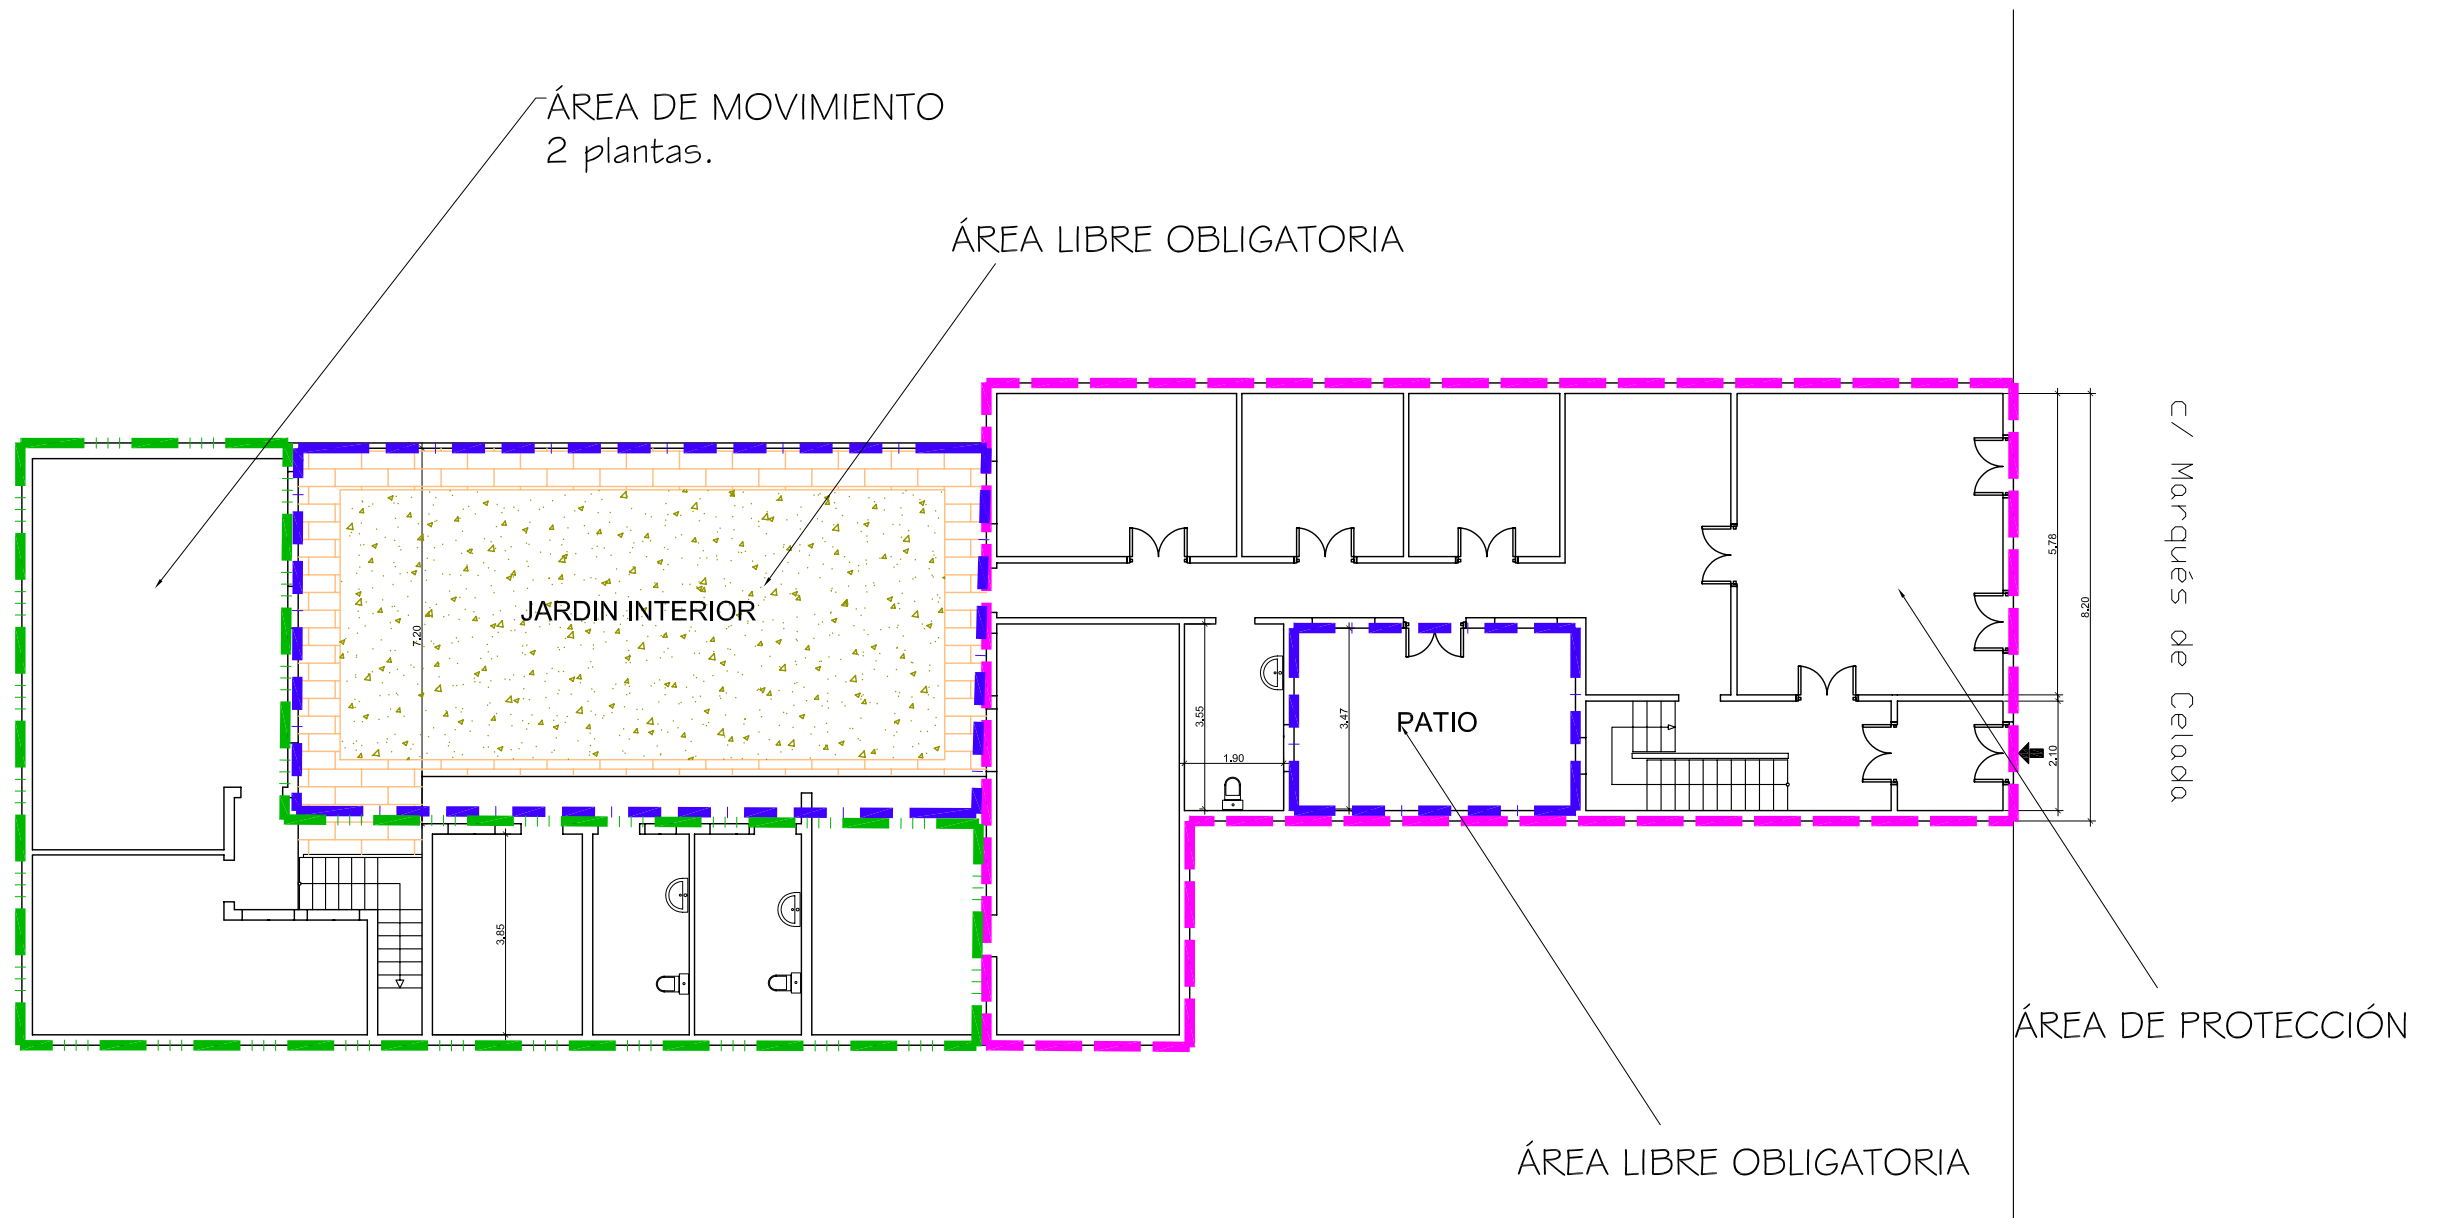 ÁREA DE MOVIMIENTO
2 plantas.
ÁREA LIBRE OBLIGATORIA
c/ Marqués de Celada
JARDIN INTERIOR
7.20
5.78
8.20
3.55
3.47
PATIO
1.90
2.10
3.85
ÁREA DE PROTECCIÓN
ÁREA LIBRE OBLIGATORIA